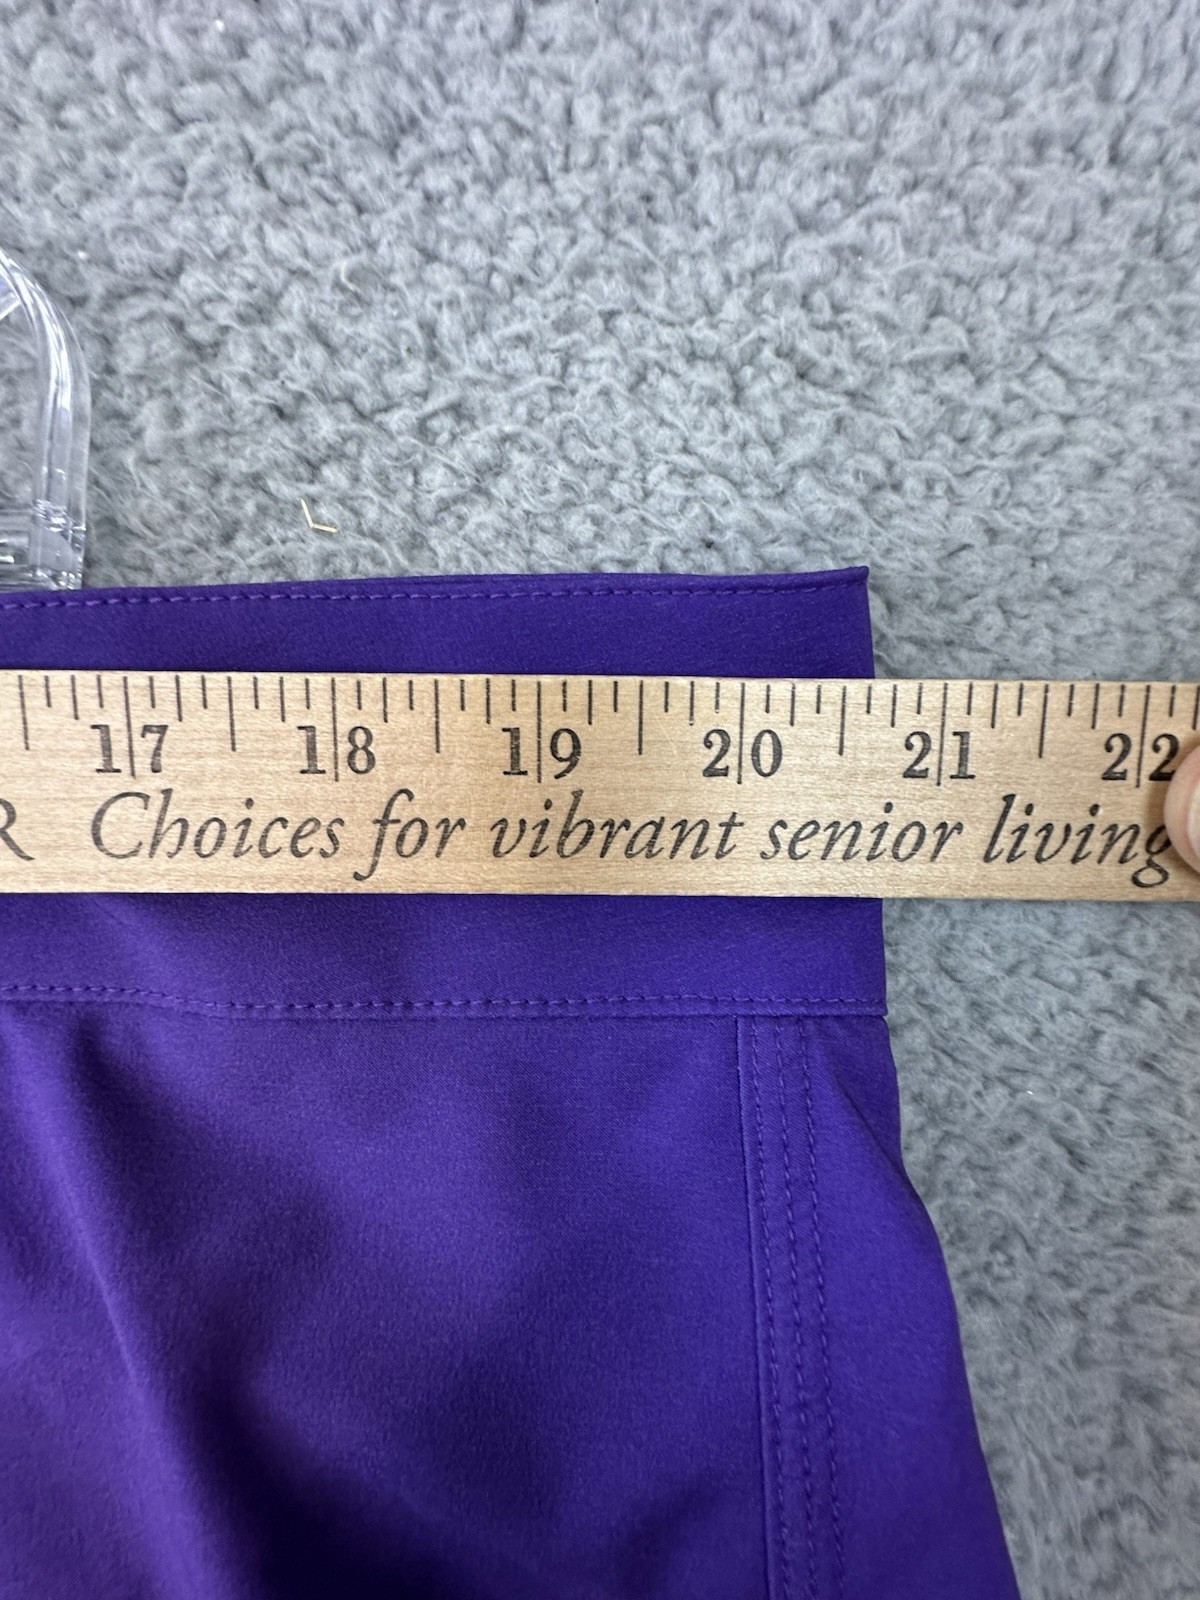 17 18 19 20 21 22
R Choices for vibrant senior living